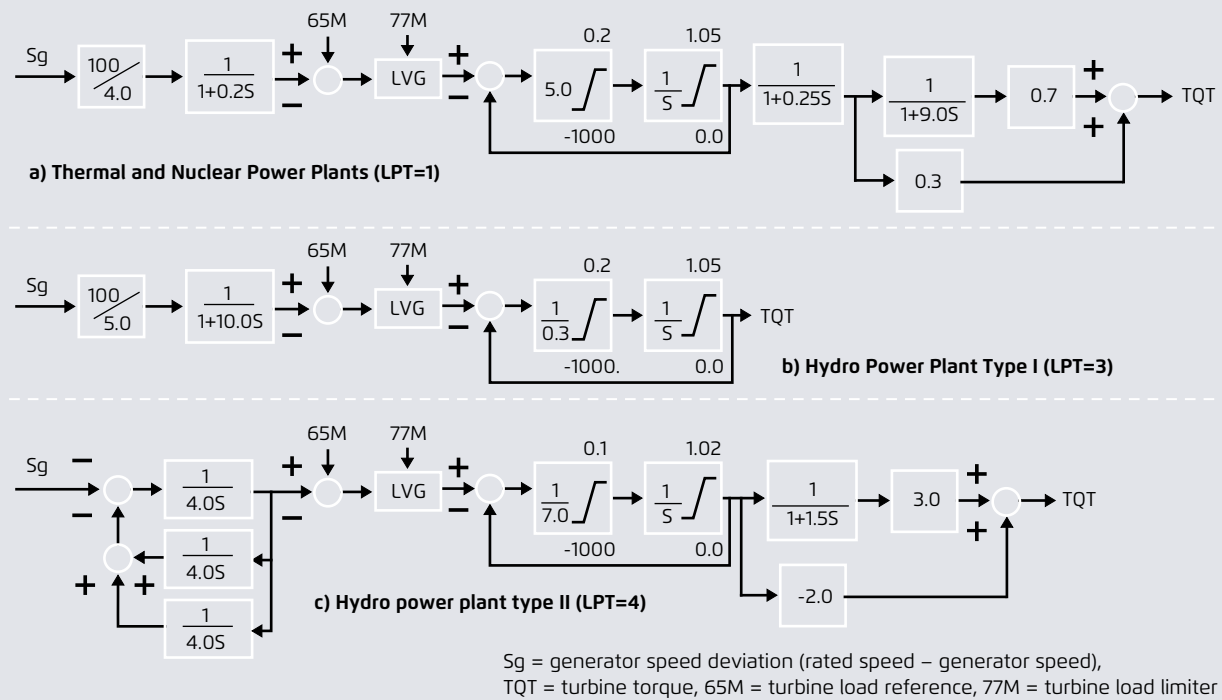 65M 77M
Sg
100/4.0
1
1+0.2S
+
−
LVG
+
−
0.2
5.0
-1000
1.05
1
S
0.0
1
1+0.25S
1
1+9.0S
0.7
+
+
TQT
0.3
a) Thermal and Nuclear Power Plants (LPT=1)
65M 77M
Sg
100/5.0
1
1+10.0S
+
−
LVG
+
−
0.2
1
0.3
-1000.
1.05
1
S
0.0
TQT
b) Hydro Power Plant Type I (LPT=3)
65M 77M
Sg
−
−
1
4.0S
+
−
LVG
+
−
0.1
1
7.0
-1000
1.02
1
S
0.0
1
1+1.5S
3.0
+
+
TQT
1
4.0S
+ +
1
4.0S
-2.0
c) Hydro power plant type II (LPT=4)
Sg = generator speed deviation (rated speed – generator speed),
TQT = turbine torque, 65M = turbine load reference, 77M = turbine load limiter